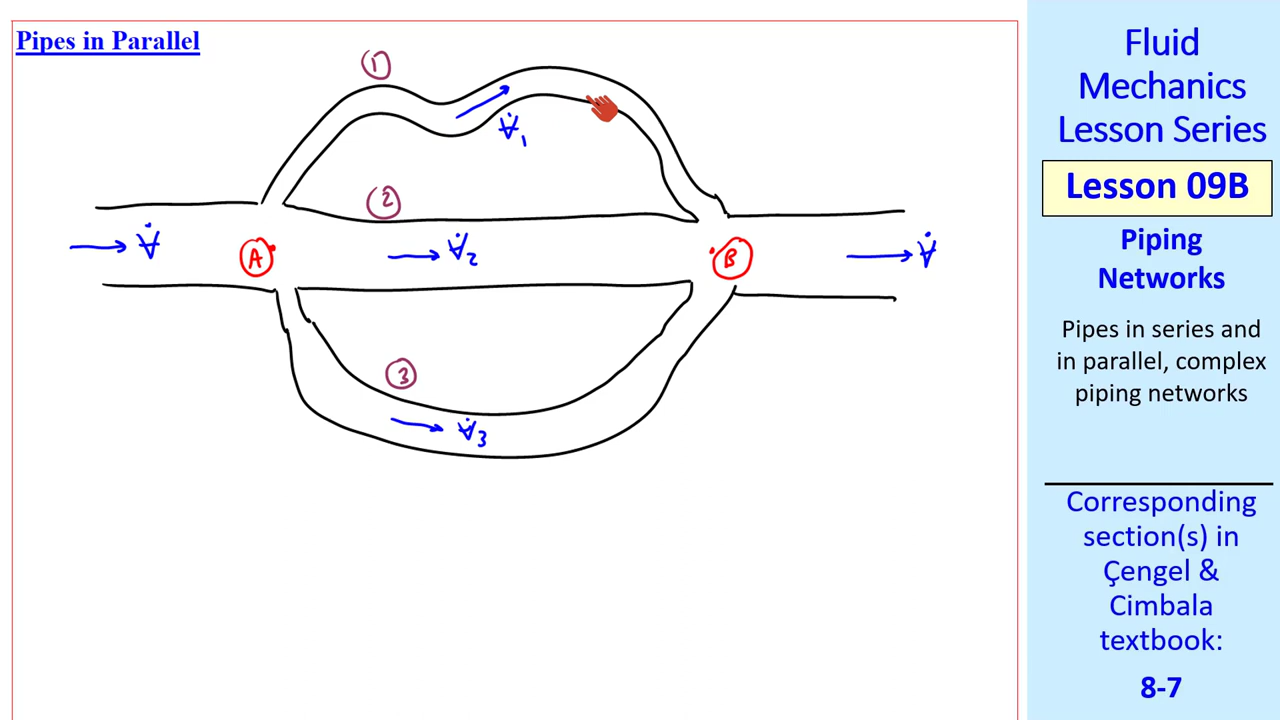 Pipes in Parallel
1
V̇1
2
V̇
A
V̇2
B
V̇
3
V̇3
Fluid
Mechanics
Lesson Series
Lesson 09B
Piping
Networks
Pipes in series and
in parallel, complex
piping networks
Corresponding
section(s) in
Çengel &
Cimbala
textbook:
8-7